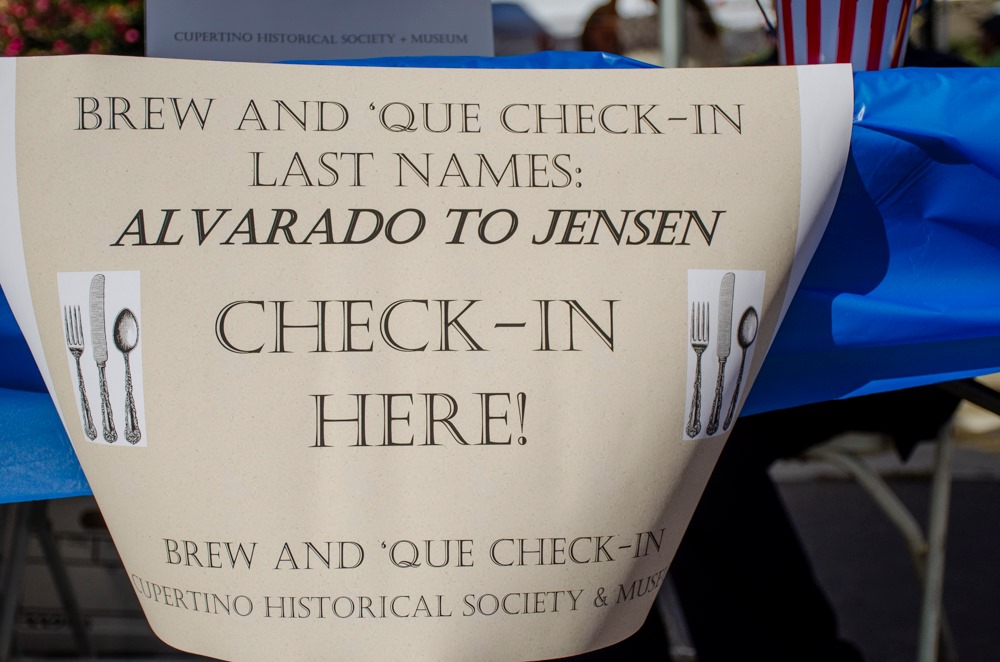 CUPERTINO HISTORICAL SOCIETY + MUSEUM
BREW AND ‘QUE CHECK-IN
LAST NAMES:
ALVARADO TO JENSEN
CHECK-IN
HERE!
BREW AND ‘QUE CHECK-IN
CUPERTINO HISTORICAL SOCIETY & MUSE